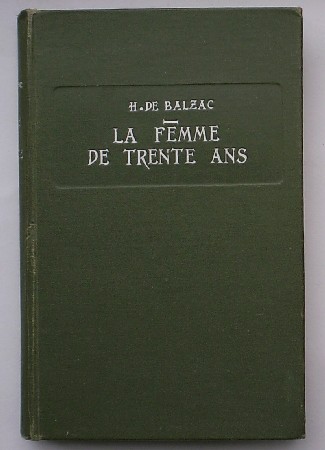 H. DE BALZAC
LA FEMME
DE TRENTE ANS